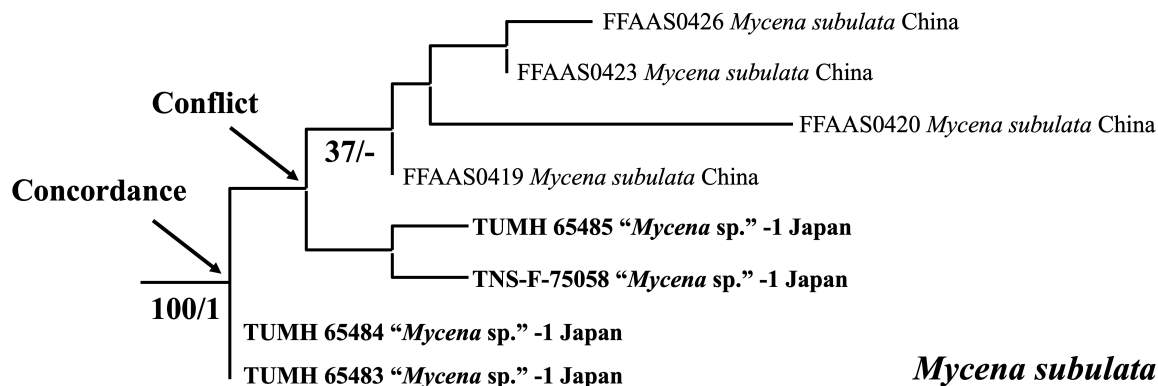 FFAAS0426 Mycena subulata China
FFAAS0423 Mycena subulata China
Conflict
FFAAS0420 Mycena subulata China
37/-
FFAAS0419 Mycena subulata China
Concordance
TUMH 65485 “Mycena sp.” -1 Japan
TNS-F-75058 “Mycena sp.” -1 Japan
100/1
TUMH 65484 “Mycena sp.” -1 Japan
TUMH 65483 “Mycena sp.” -1 Japan
Mycena subulata